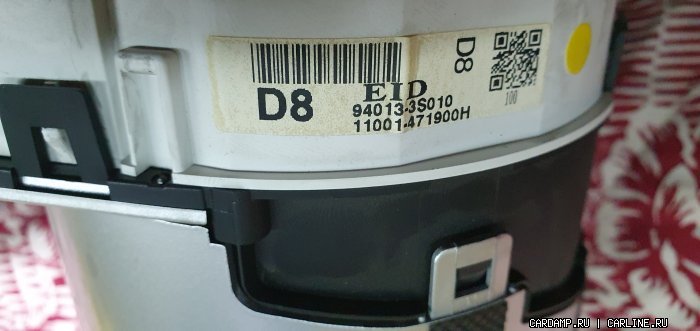 D8
EID
94013-3S010
11001-471900H
D8
100
CARDAMP.RU | CARLINE.RU